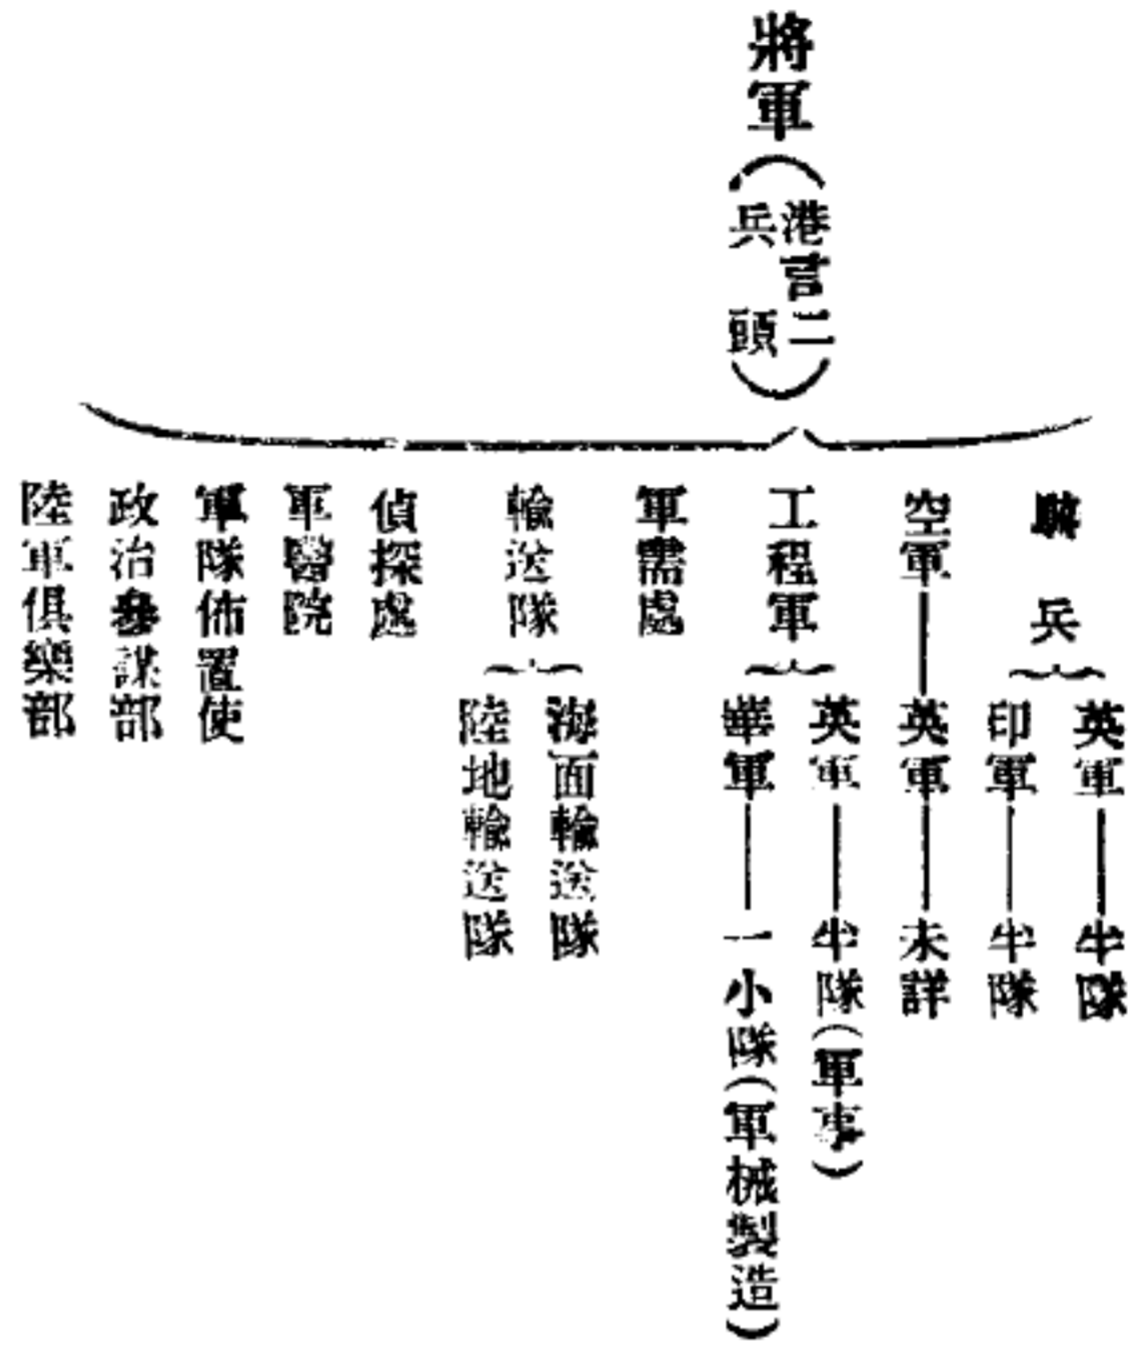 將軍(港言二
兵頭)
騎兵
英軍——半隊
印軍——半隊
空軍——英軍——未詳
工程軍
英軍——半隊(軍事)
華軍——一小隊(軍械製造)
軍需處
輸送隊
海面輸送隊
陸地輸送隊
偵探處
軍醫院
軍隊佈置使
政治參謀部
陸軍俱樂部